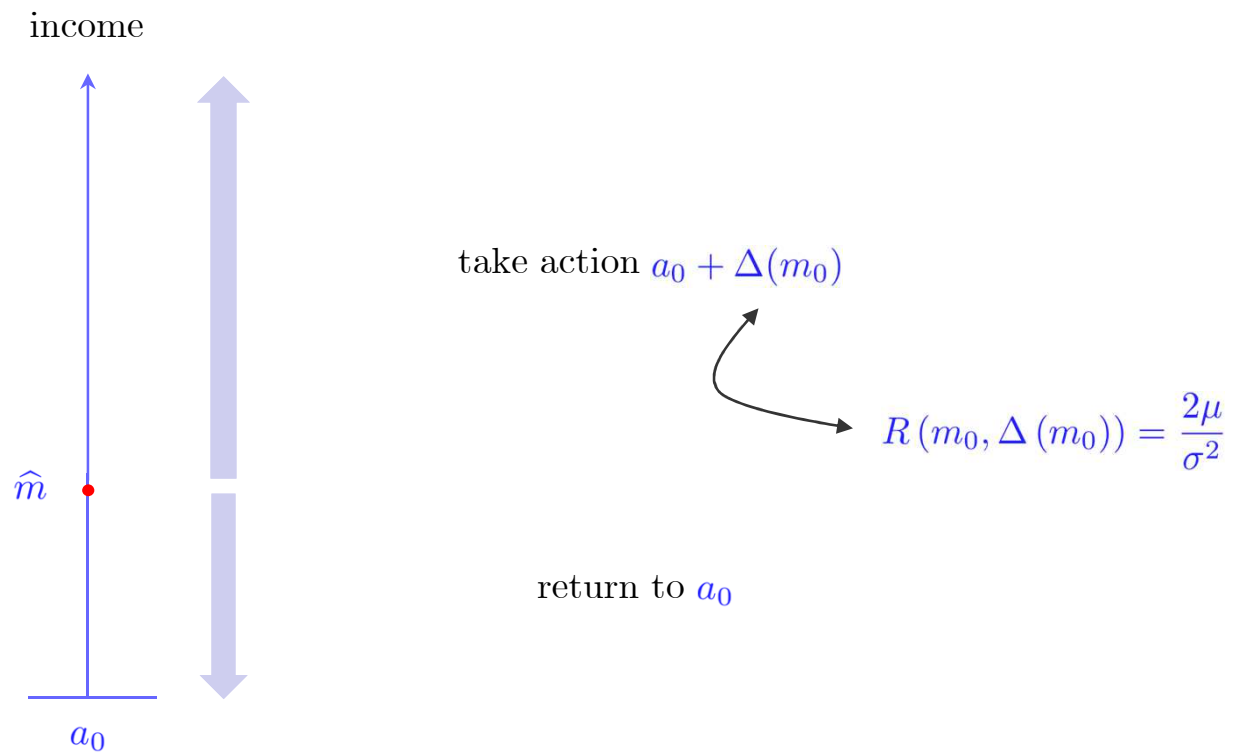 income
take action a₀ + Δ(m₀)
R (m₀, Δ (m₀)) = 2μ/σ²
m̂
return to a₀
a₀